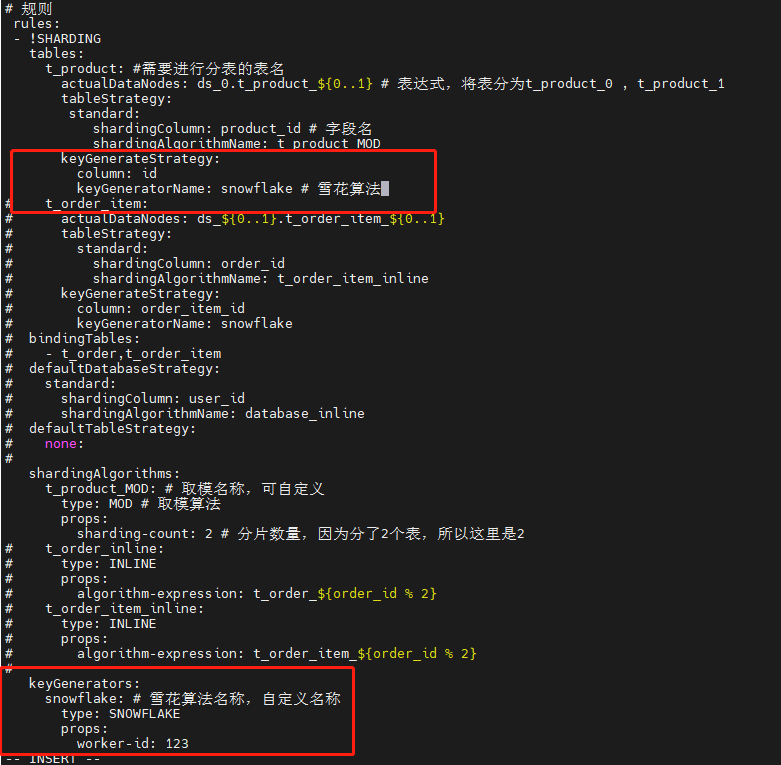 # 规则
 rules:
 - !SHARDING
   tables:
     t_product: #需要进行分表的表名
       actualDataNodes: ds_0.t_product_${0..1} # 表达式, 将表分为t_product_0 , t_product_1
       tableStrategy:
        standard:
           shardingColumn: product_id # 字段名
           shardingAlgorithmName: t_product_MOD
       keyGenerateStrategy:
         column: id
         keyGeneratorName: snowflake # 雪花算法
#    t_order_item:
#      actualDataNodes: ds_${0..1}.t_order_item_${0..1}
#      tableStrategy:
#        standard:
#          shardingColumn: order_id
#          shardingAlgorithmName: t_order_item_inline
#      keyGenerateStrategy:
#        column: order_item_id
#        keyGeneratorName: snowflake
#  bindingTables:
#    - t_order,t_order_item
#  defaultDatabaseStrategy:
#    standard:
#      shardingColumn: user_id
#      shardingAlgorithmName: database_inline
#  defaultTableStrategy:
#    none:
#
   shardingAlgorithms:
     t_product_MOD: # 取模名称, 可自定义
       type: MOD # 取模算法
       props:
         sharding-count: 2 # 分片数量, 因为分了2个表, 所以这里是2
#    t_order_inline:
#      type: INLINE
#      props:
#        algorithm-expression: t_order_${order_id % 2}
#    t_order_item_inline:
#      type: INLINE
#      props:
#        algorithm-expression: t_order_item_${order_id % 2}
#
   keyGenerators:
     snowflake: # 雪花算法名称, 自定义名称
       type: SNOWFLAKE
       props:
         worker-id: 123
-- INSERT --